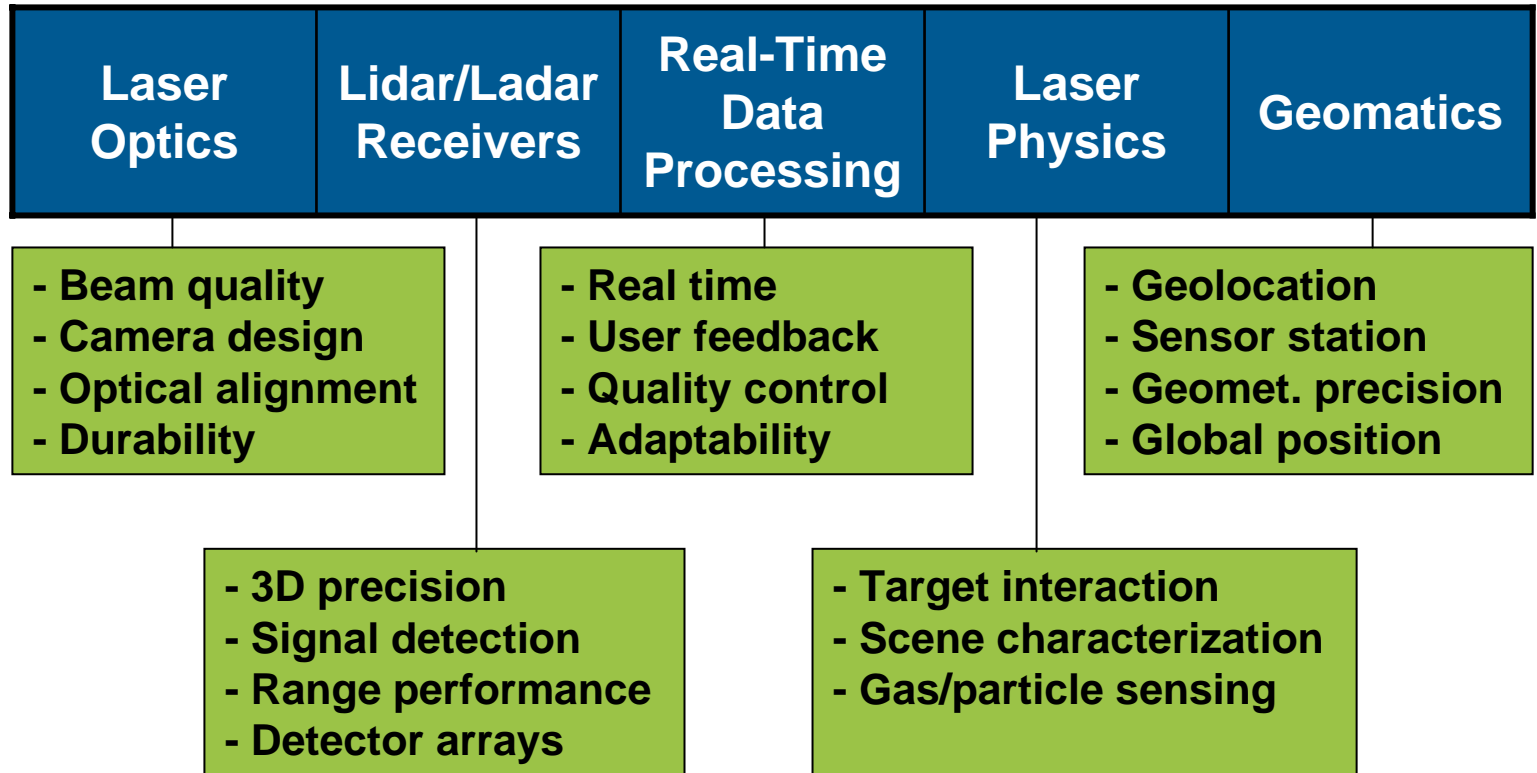 Laser
Optics
Lidar/Ladar
Receivers
Real-Time
Data
Processing
Laser
Physics
Geomatics
- Beam quality
- Camera design
- Optical alignment
- Durability
- Real time
- User feedback
- Quality control
- Adaptability
- Geolocation
- Sensor station
- Geomet. precision
- Global position
- 3D precision
- Signal detection
- Range performance
- Detector arrays
- Target interaction
- Scene characterization
- Gas/particle sensing